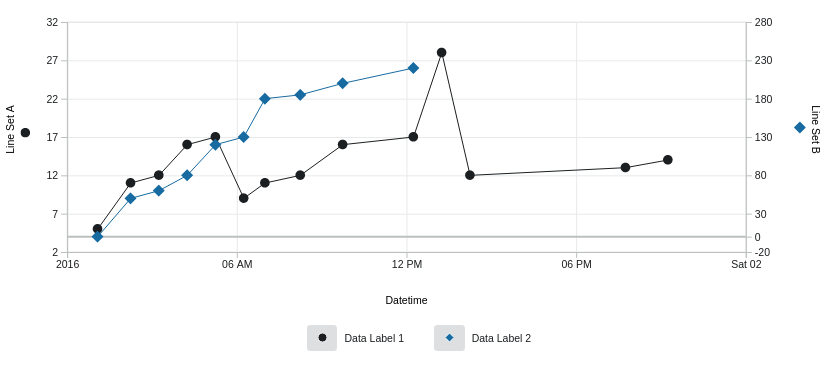 32
27
22
17
12
7
2
280
230
180
130
80
30
0
-20
Line Set A
Line Set B
2016
06 AM
12 PM
06 PM
Sat 02
Datetime
Data Label 1
Data Label 2